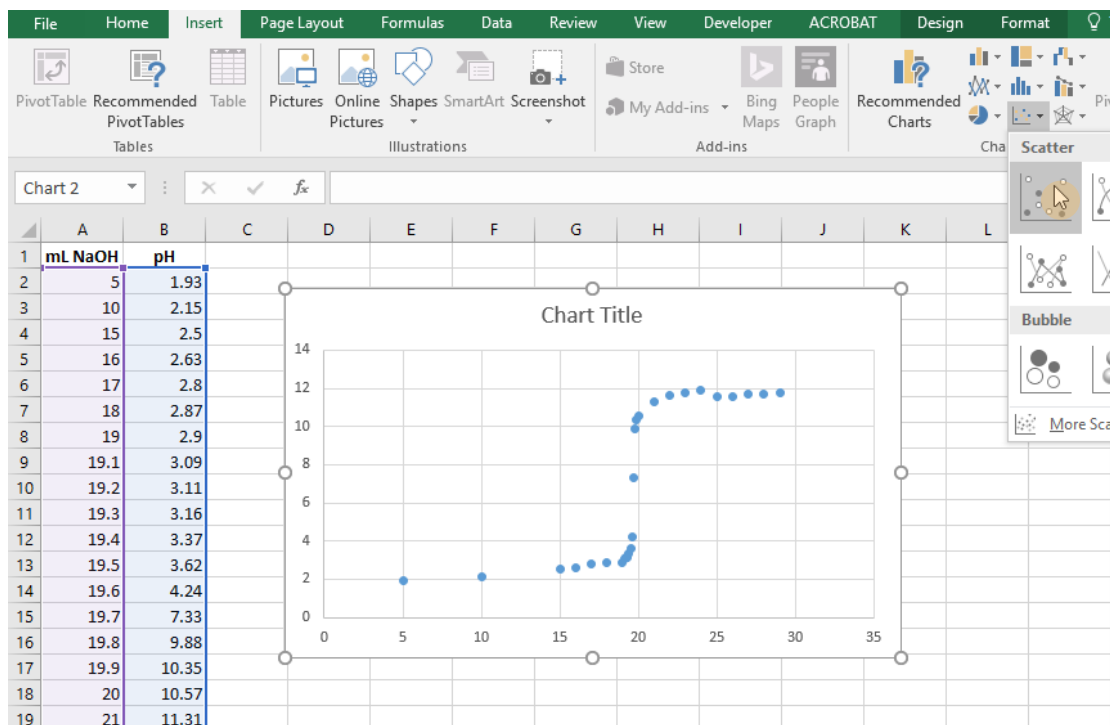 File Home Insert Page Layout Formulas Data Review View Developer ACROBAT Design Format
PivotTable Recommended PivotTables Table
Tables
Pictures Online Pictures Shapes SmartArt Screenshot
Illustrations
Store
My Add-ins
Bing Maps People Graph
Add-ins
Recommended Charts
Cha
Scatter
Chart 2
fx
A B C D E F G H I J K L
1 mL NaOH pH
2 5 1.93
3 10 2.15
4 15 2.5
5 16 2.63
6 17 2.8
7 18 2.87
8 19 2.9
9 19.1 3.09
10 19.2 3.11
11 19.3 3.16
12 19.4 3.37
13 19.5 3.62
14 19.6 4.24
15 19.7 7.33
16 19.8 9.88
17 19.9 10.35
18 20 10.57
19 21 11.31
Chart Title
14
12
10
8
6
4
2
0
0 5 10 15 20 25 30 35
Bubble
More Sca